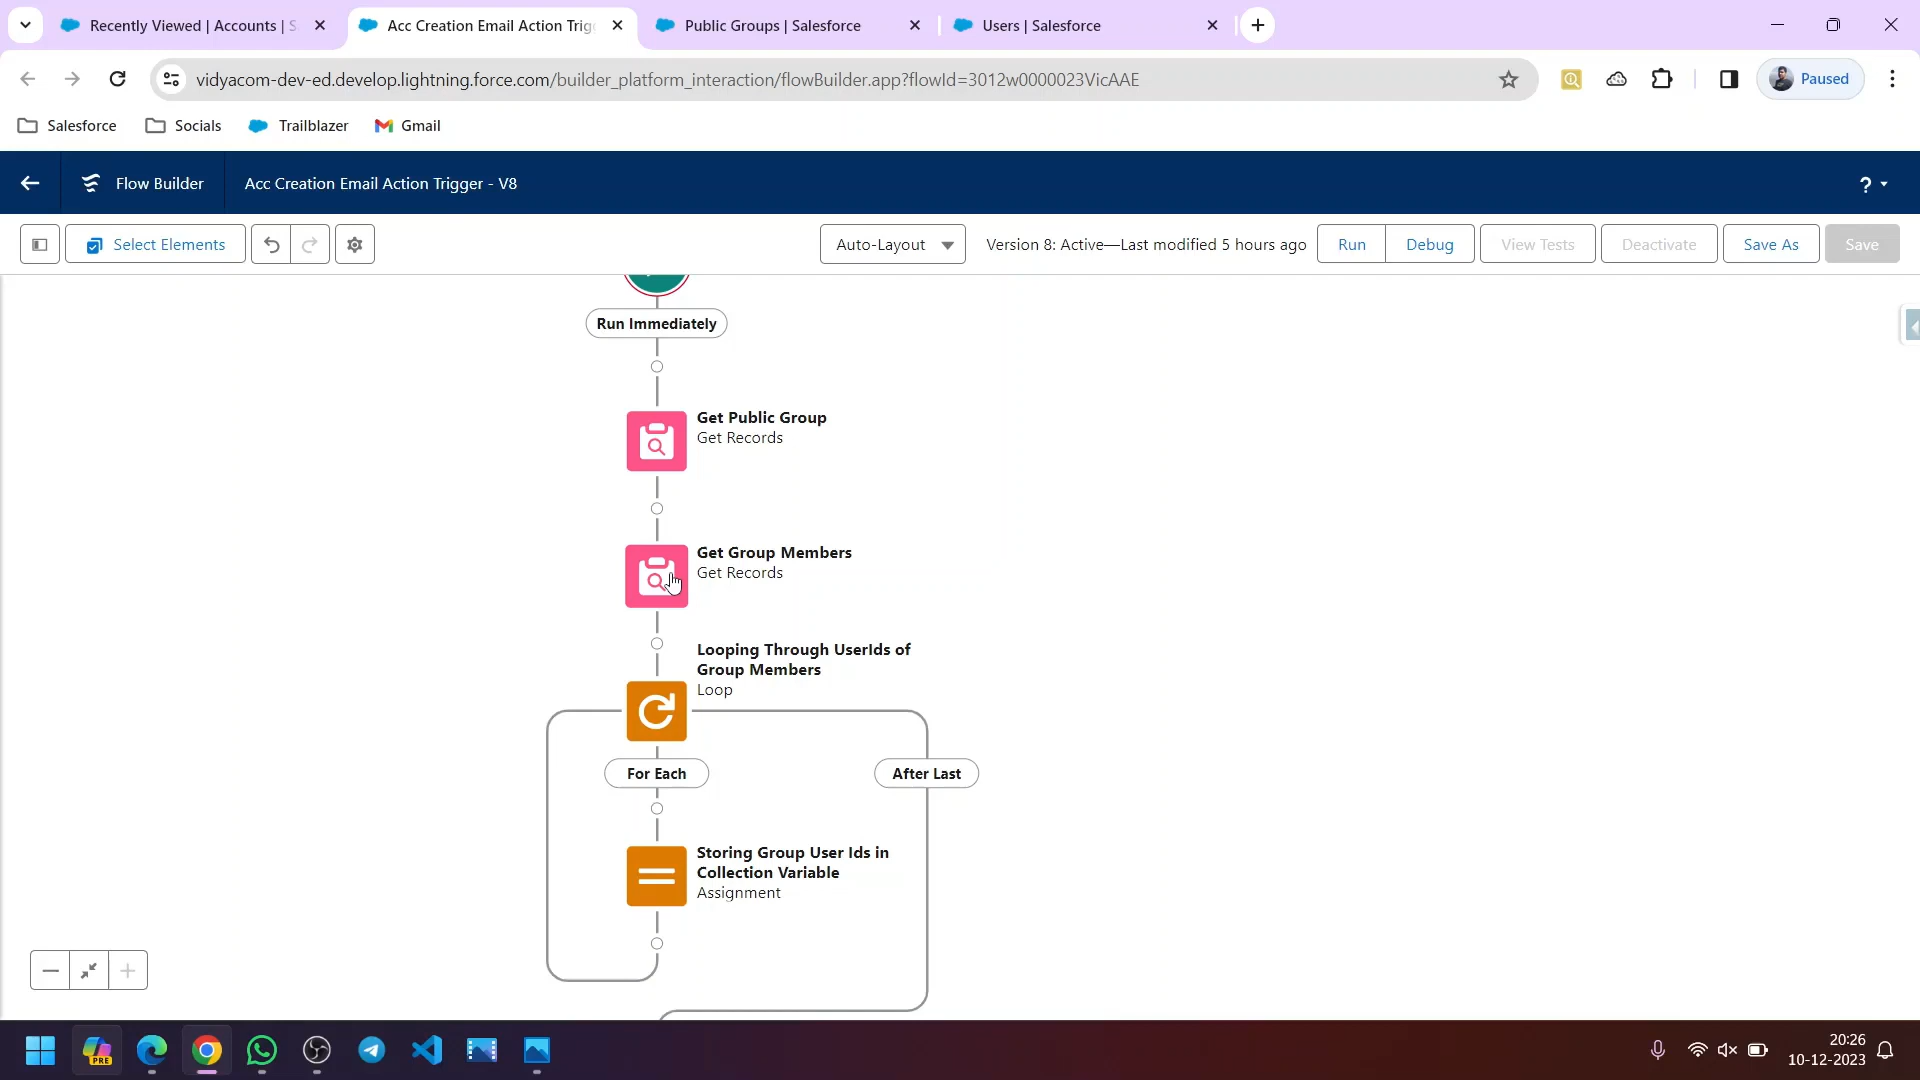 Recently Viewed | Accounts | S
Acc Creation Email Action Trig
Public Groups | Salesforce
Users | Salesforce
vidyacom-dev-ed.develop.lightning.force.com/builder_platform_interaction/flowBuilder.app?flowId=3012w0000023VicAAE
Paused
Salesforce
Socials
Trailblazer
Gmail
Flow Builder
Acc Creation Email Action Trigger - V8
?
Select Elements
Auto-Layout
Version 8: Active—Last modified 5 hours ago
Run
Debug
View Tests
Deactivate
Save As
Save
Run Immediately
Get Public Group
Get Records
Get Group Members
Get Records
Looping Through UserIds of
Group Members
Loop
For Each
After Last
Storing Group User Ids in
Collection Variable
Assignment
PRE
20:26
10-12-2023